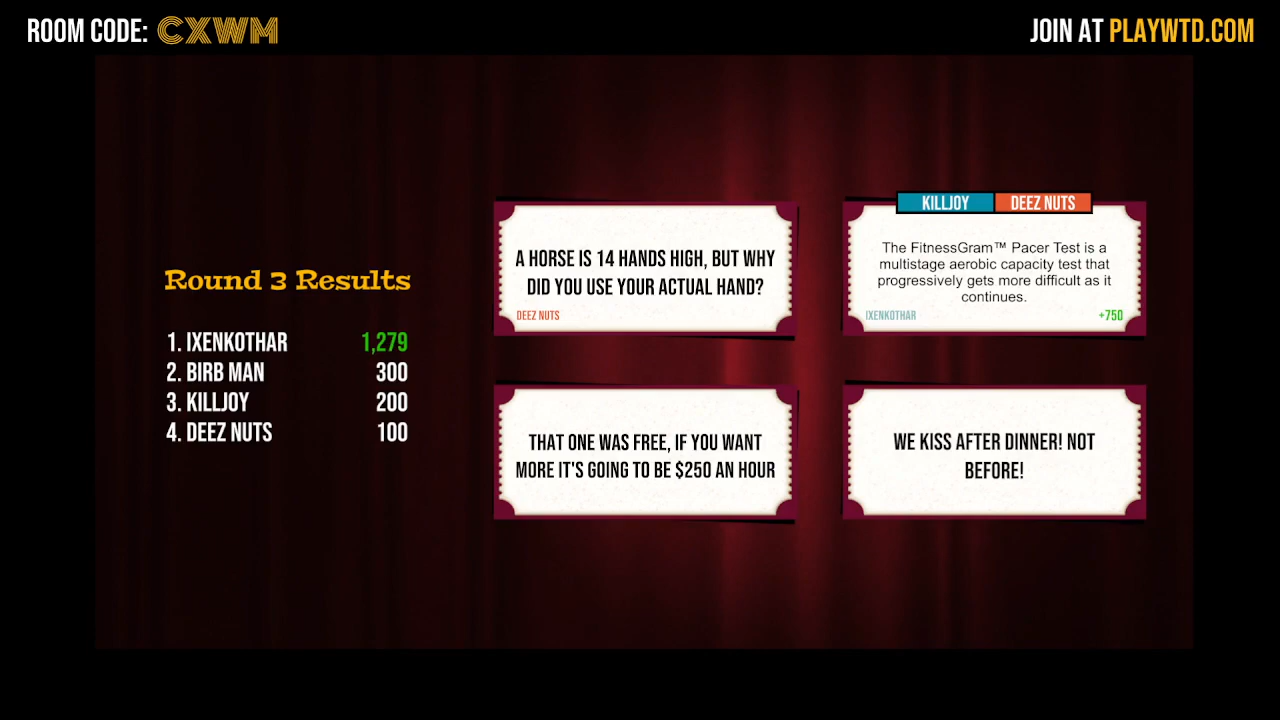 ROOM CODE: CXWM
JOIN AT PLAYWTD.COM
Round 3 Results
1. IXENKOTHAR 1,279
2. BIRB MAN 300
3. KILLJOY 200
4. DEEZ NUTS 100
A HORSE IS 14 HANDS HIGH, BUT WHY
DID YOU USE YOUR ACTUAL HAND?
DEEZ NUTS
KILLJOY DEEZ NUTS
The FitnessGram™ Pacer Test is a
multistage aerobic capacity test that
progressively gets more difficult as it
continues.
IXENKOTHAR +750
THAT ONE WAS FREE, IF YOU WANT
MORE IT'S GOING TO BE $250 AN HOUR
WE KISS AFTER DINNER! NOT
BEFORE!